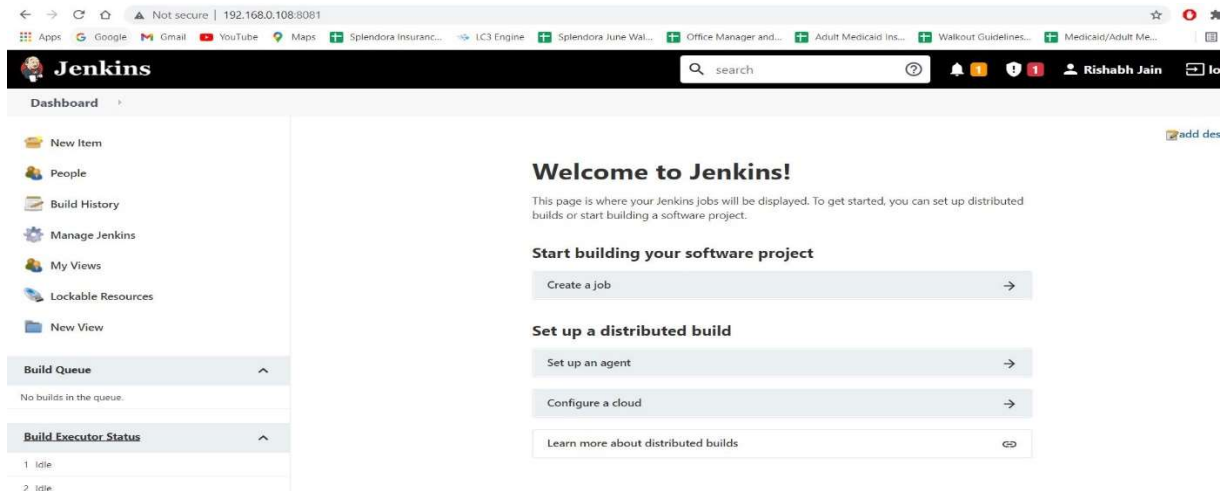 Not secure | 192.168.0.108:8081
Apps Google Gmail YouTube Maps Splendora Insuranc... LC3 Engine Splendora June Wal... Office Manager and... Adult Medicaid Ins... Walkout Guidelines... Medicaid/Adult Me...
Jenkins search 1 1 Rishabh Jain lo
Dashboard
add des
New Item
People
Build History
Manage Jenkins
My Views
Lockable Resources
New View
Build Queue
No builds in the queue.
Build Executor Status
1 Idle
2 Idle
Welcome to Jenkins!
This page is where your Jenkins jobs will be displayed. To get started, you can set up distributed
builds or start building a software project.
Start building your software project
Create a job
Set up a distributed build
Set up an agent
Configure a cloud
Learn more about distributed builds